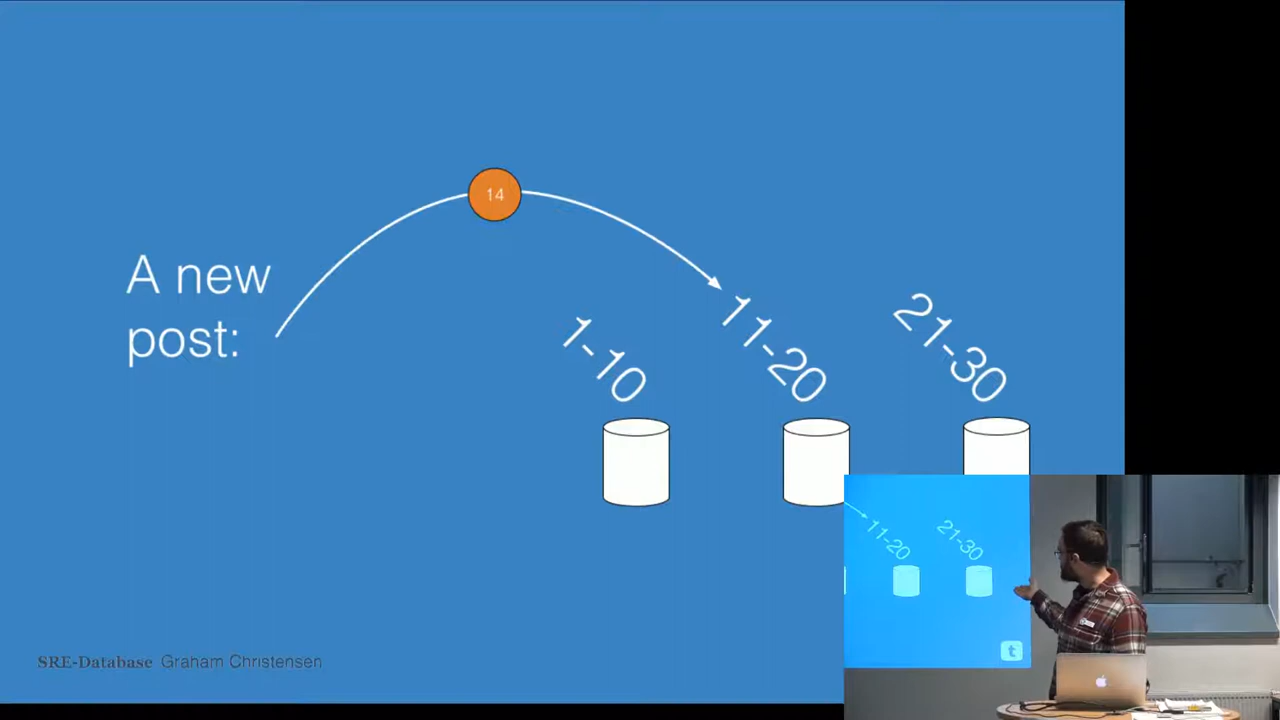 14
A new
post:
1-10
11-20
21-30
SRE-Database Graham Christensen
11-20
21-30
t